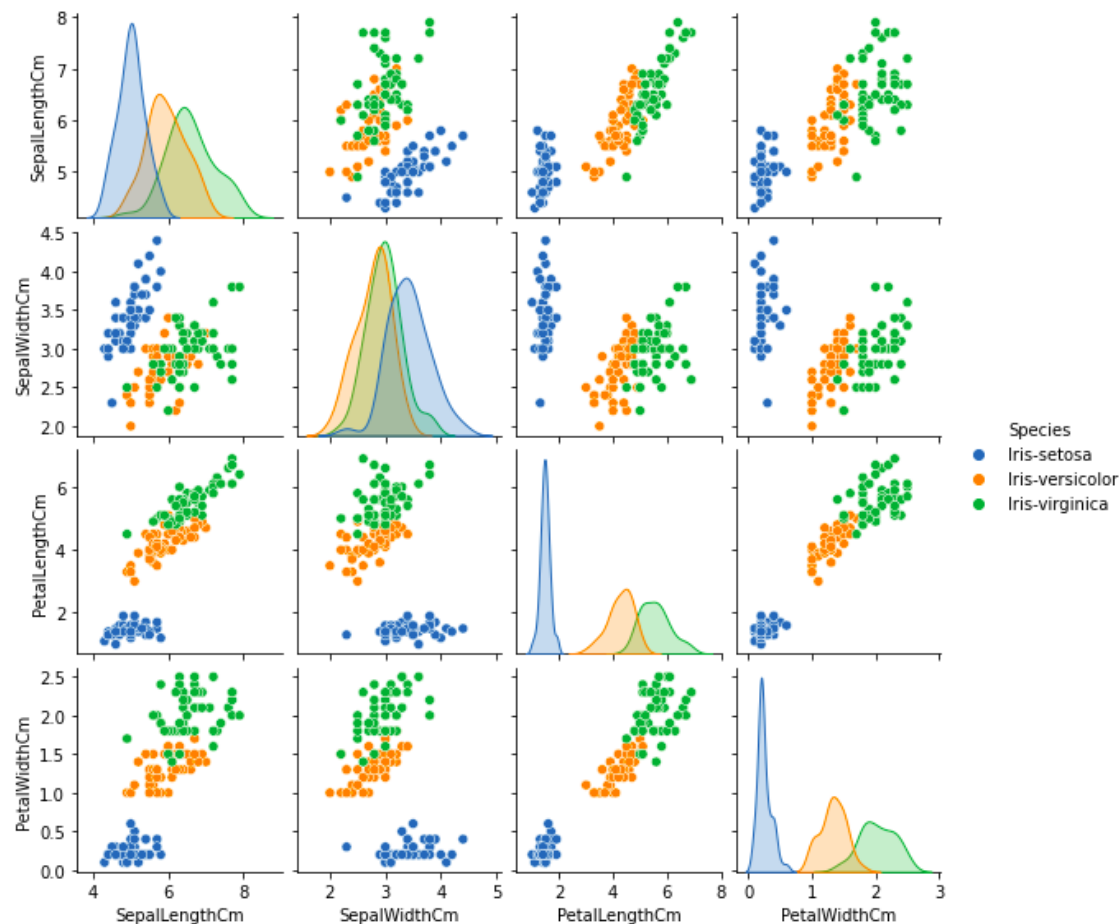 SepalLengthCm
8
7
6
5
SepalWidthCm
4.5
4.0
3.5
3.0
2.5
2.0
Species
Iris-setosa
Iris-versicolor
Iris-virginica
PetalLengthCm
6
4
2
PetalWidthCm
2.5
2.0
1.5
1.0
0.5
0.0
4 6 8 2 3 4 5 2 4 6 8 0 1 2 3
SepalLengthCm SepalWidthCm PetalLengthCm PetalWidthCm